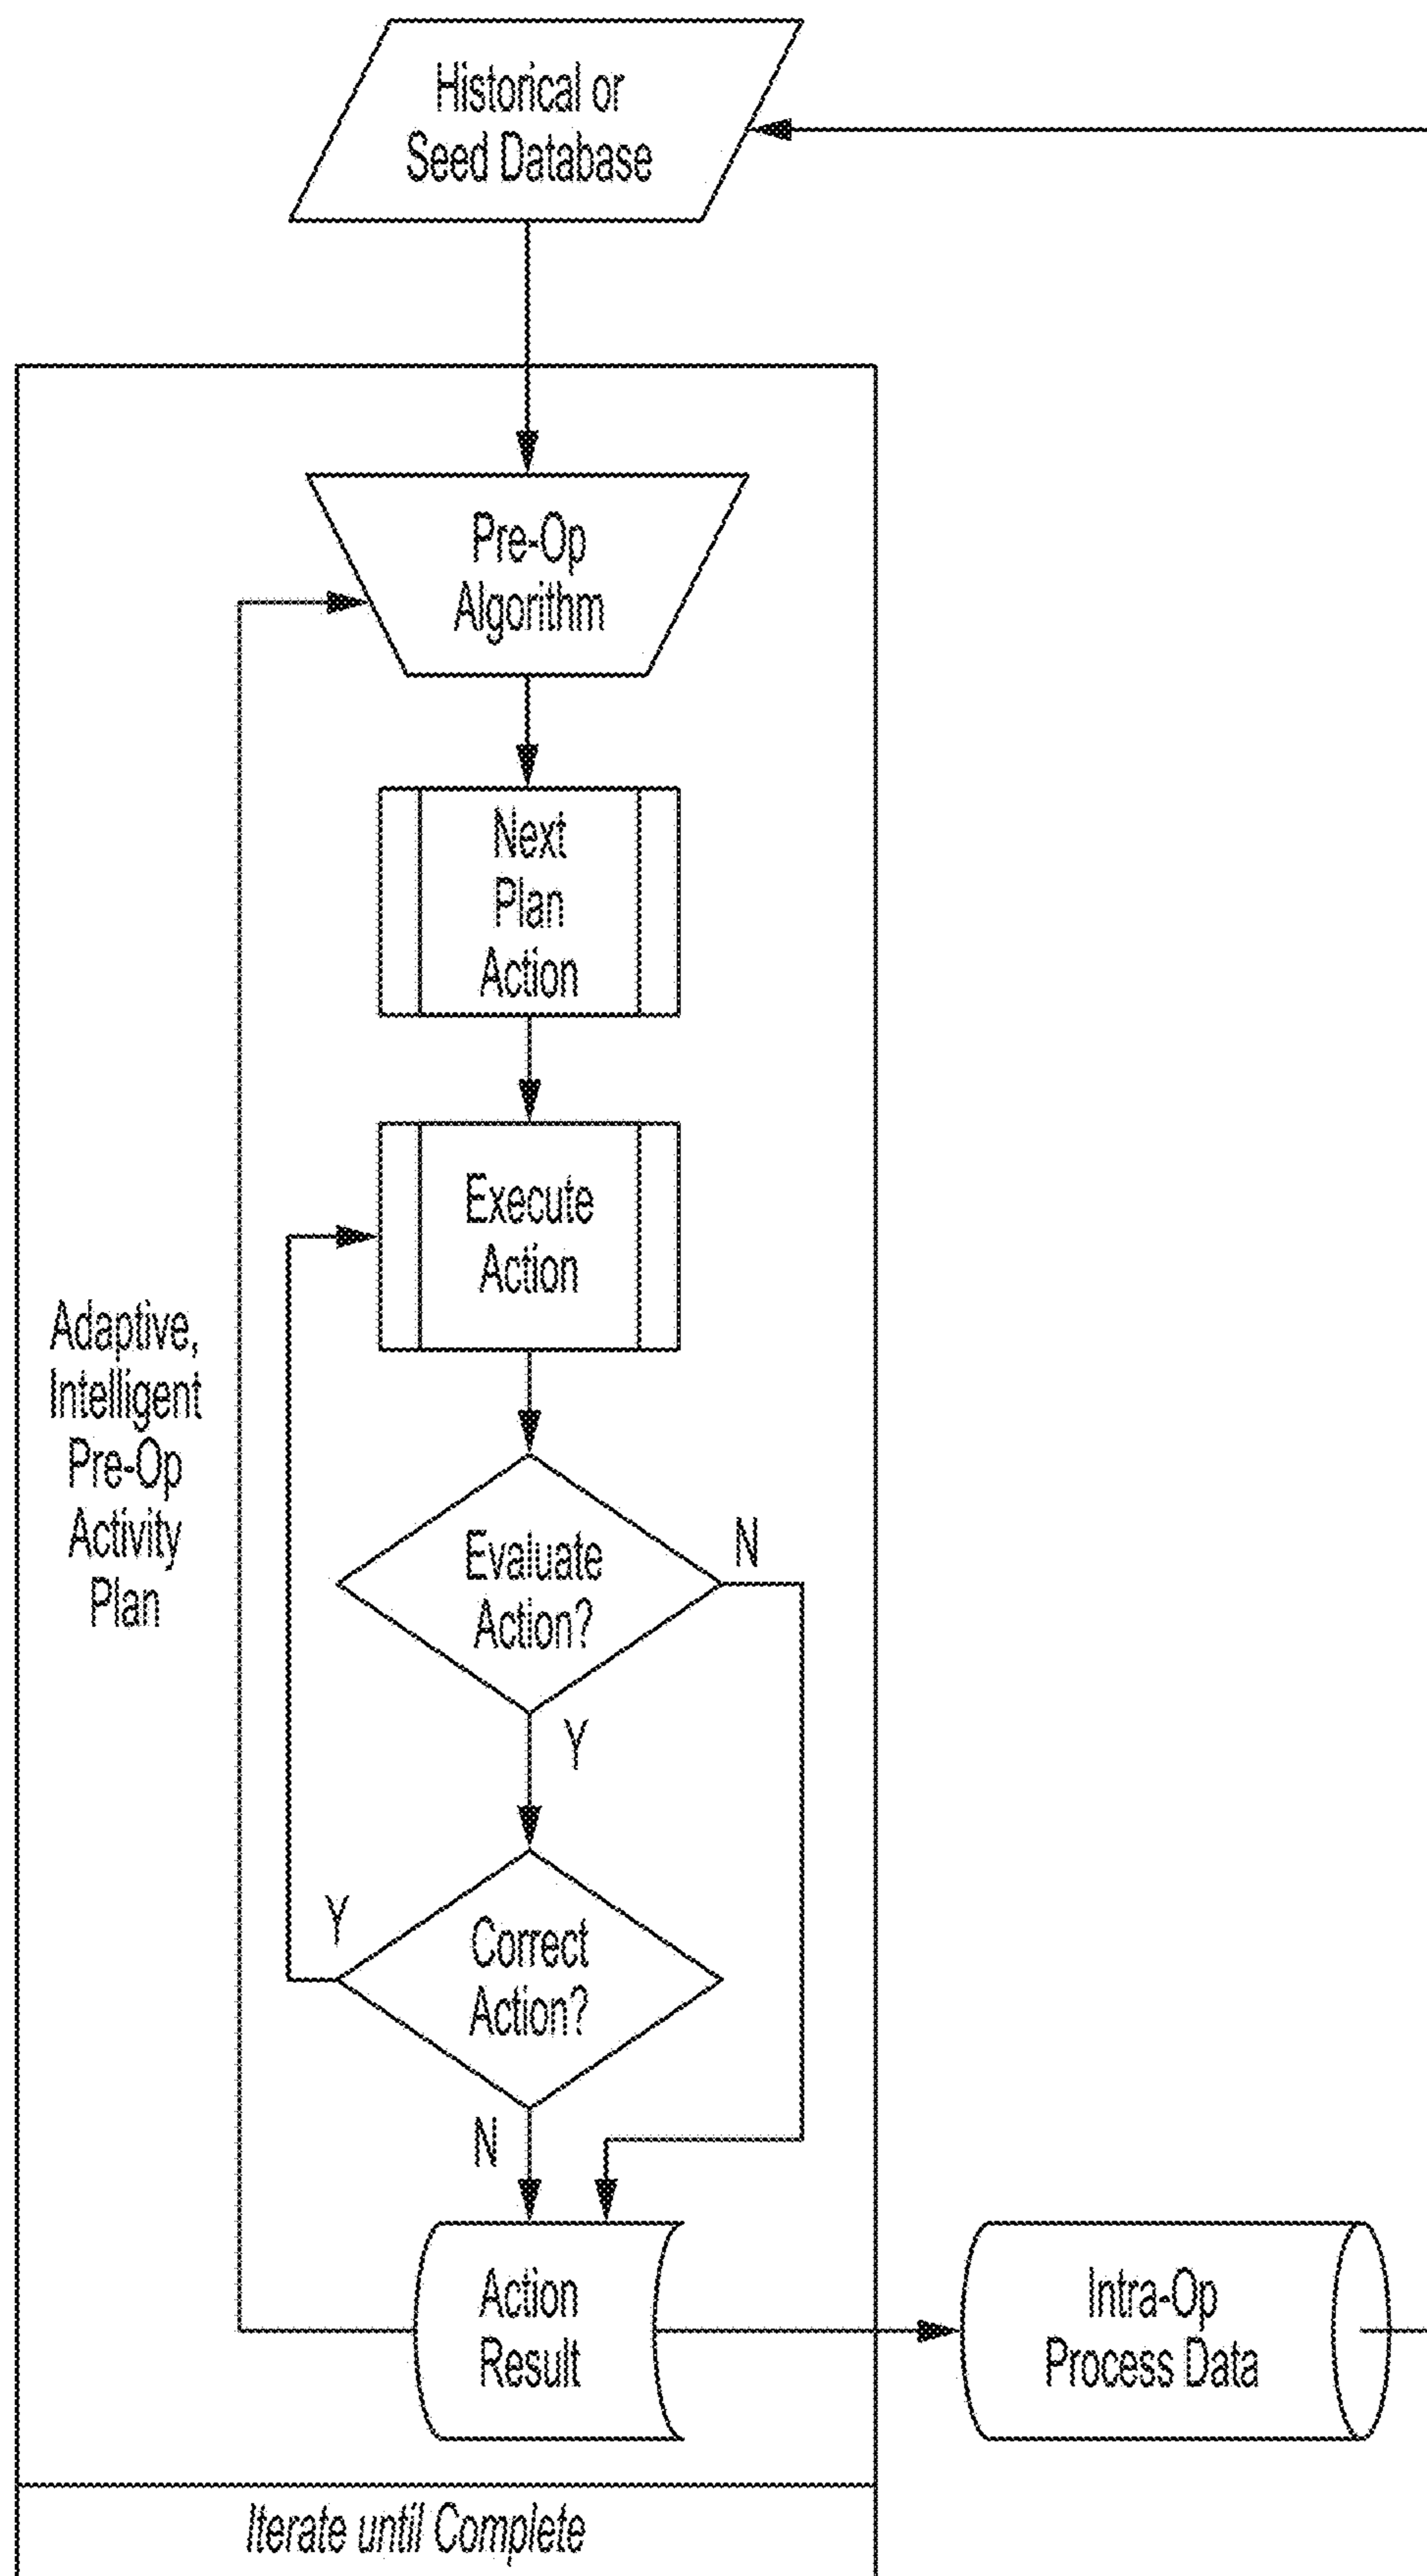 Historical or
Seed Database
Pre-Op
Algorithm
Next
Plan
Action
Execute
Action
Adaptive,
Intelligent
Pre-Op
Activity
Plan
Evaluate
Action?
N
Y
Y
Correct
Action?
N
Action
Result
Intra-Op
Process Data
Iterate until Complete